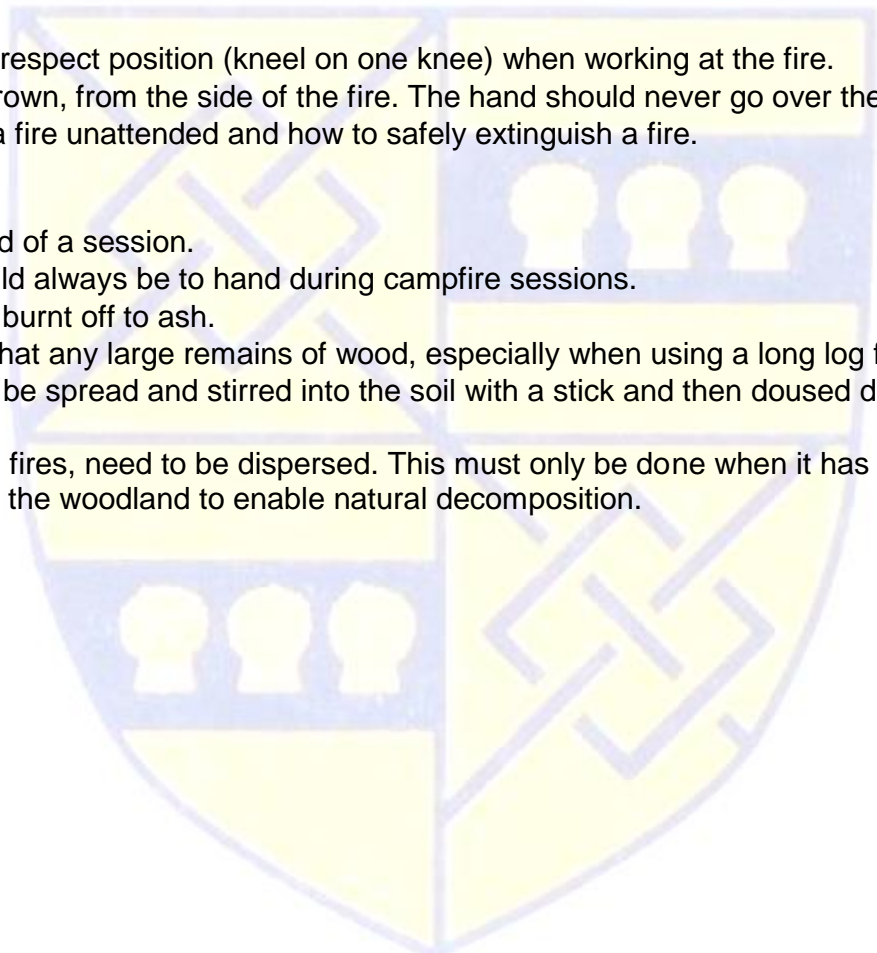 respect position (kneel on one knee) when working at the fire.
rown, from the side of the fire. The hand should never go over the
a fire unattended and how to safely extinguish a fire.
d of a session.
ld always be to hand during campfire sessions.
burnt off to ash.
hat any large remains of wood, especially when using a long log f
be spread and stirred into the soil with a stick and then doused d
fires, need to be dispersed. This must only be done when it has
the woodland to enable natural decomposition.